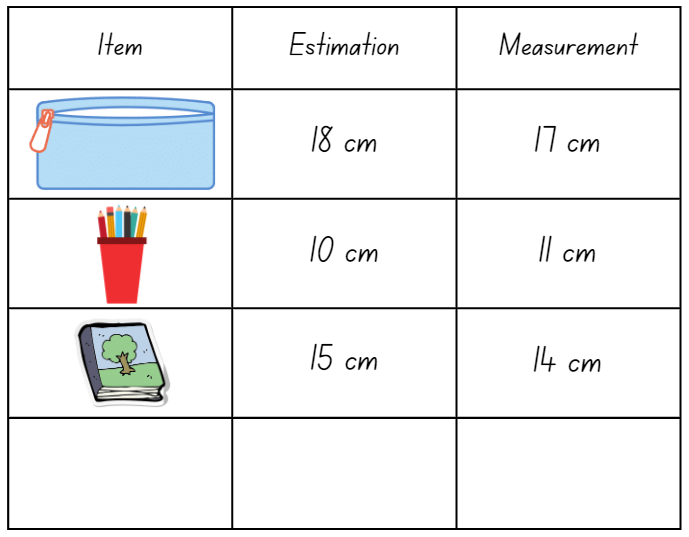 Item Estimation Measurement
18 cm 17 cm
10 cm 11 cm
15 cm 14 cm